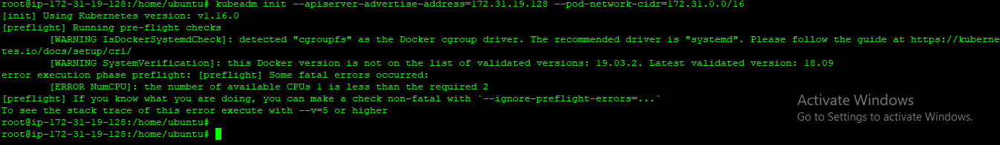 root@ip-172-31-19-128:/home/ubuntu# kubeadm init --apiserver-advertise-address=172.31.19.128 --pod-network-cidr=172.31.0.0/16
[init] Using Kubernetes version: v1.16.0
[preflight] Running pre-flight checks
        [WARNING IsDockerSystemdCheck]: detected "cgroupfs" as the Docker cgroup driver. The recommended driver is "systemd". Please follow the guide at https://kuberne
tes.io/docs/setup/cri/
        [WARNING SystemVerification]: this Docker version is not on the list of validated versions: 19.03.2. Latest validated version: 18.09
error execution phase preflight: [preflight] Some fatal errors occurred:
        [ERROR NumCPU]: the number of available CPUs 1 is less than the required 2
[preflight] If you know what you are doing, you can make a check non-fatal with `--ignore-preflight-errors=...`
To see the stack trace of this error execute with --v=5 or higher
root@ip-172-31-19-128:/home/ubuntu#
root@ip-172-31-19-128:/home/ubuntu#
Activate Windows
Go to Settings to activate Windows.